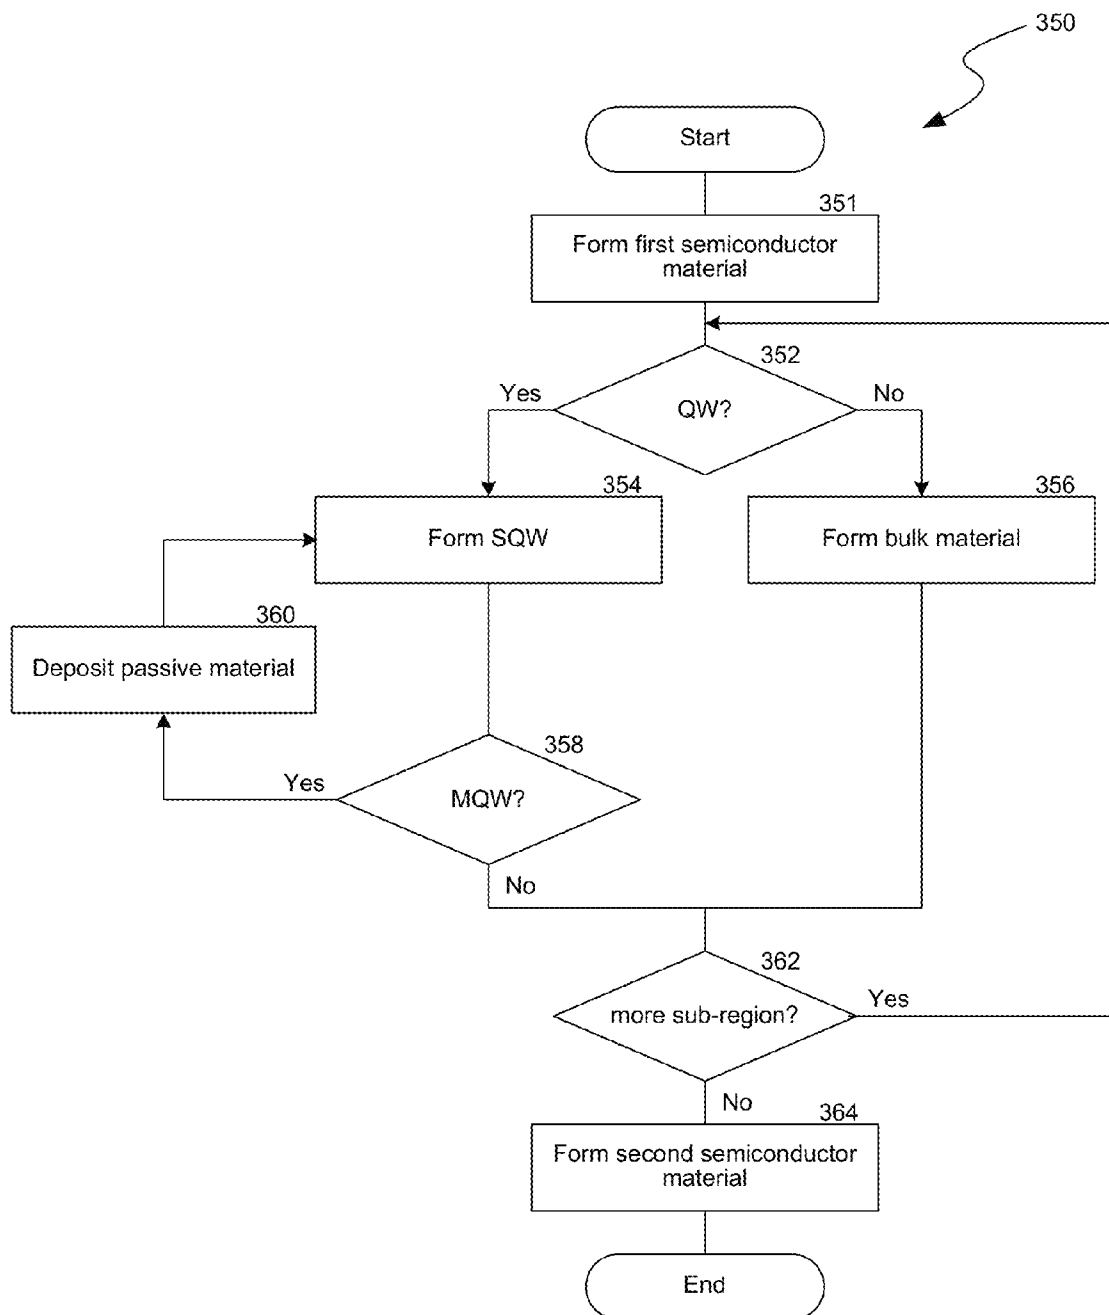 350
Start
351
Form first semiconductor
material
352
Yes
No
QW?
354
356
Form SQW
Form bulk material
360
Deposit passive material
358
Yes
MQW?
No
362
Yes
more sub-region?
No
364
Form second semiconductor
material
End